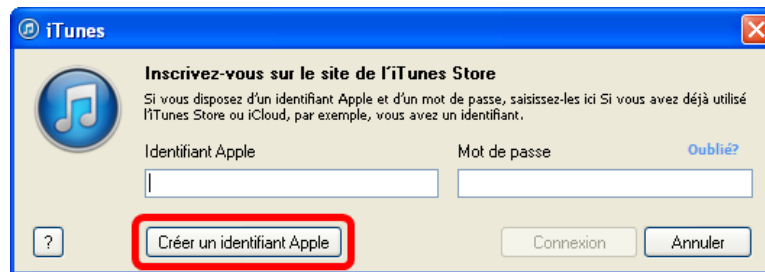 iTunes
Inscrivez-vous sur le site de l'iTunes Store
Si vous disposez d'un identifiant Apple et d'un mot de passe, saisissez-les ici Si vous avez déjà utilisé
l'iTunes Store ou iCloud, par exemple, vous avez un identifiant.
Identifiant Apple Mot de passe Oublié?
? Créer un identifiant Apple Connexion Annuler